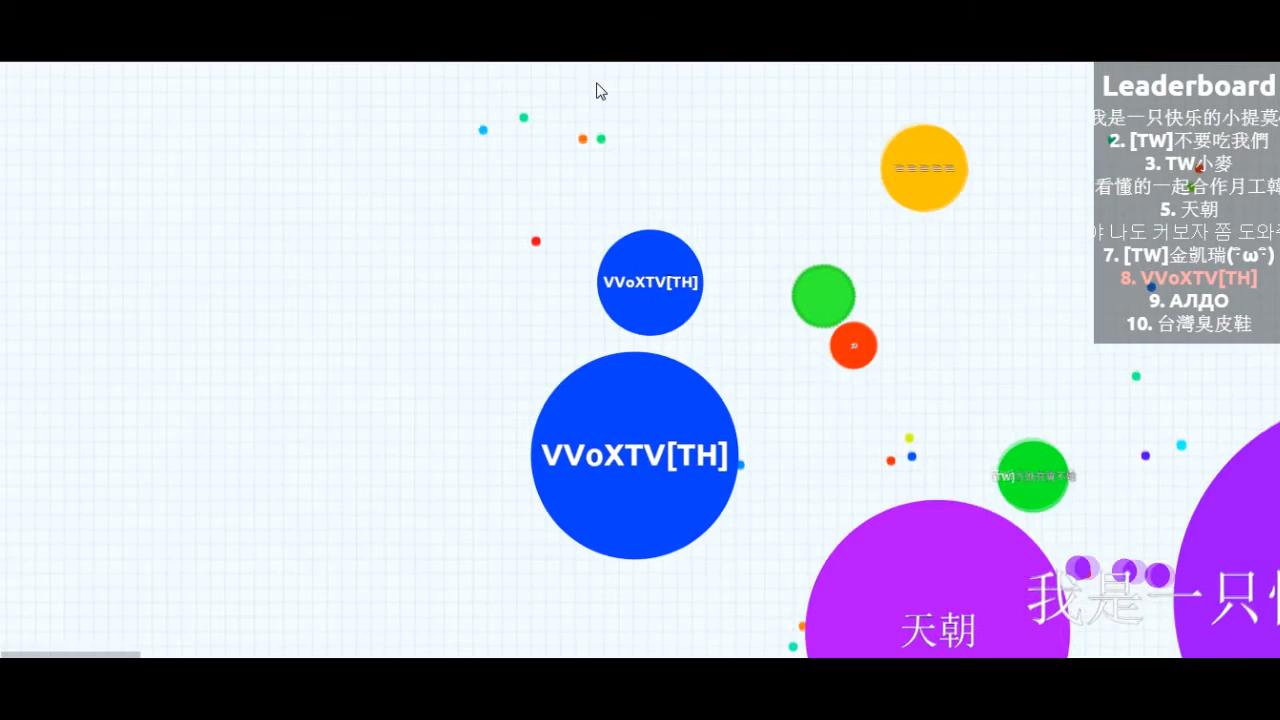 Leaderboard
我是一只快乐的小提莫
2. [TW]不要吃我們
3. TW小麥
看懂的一起合作月工韓
5. 天朝
야 나도 커보자 쫌 도와주
7. [TW]金凱瑞(･ิω･ิ)
8. VVoXTV[TH]
9. АЛДО
10. 台灣臭皮鞋
VVoXTV[TH]
VVoXTV[TH]
天朝
我是一只忄